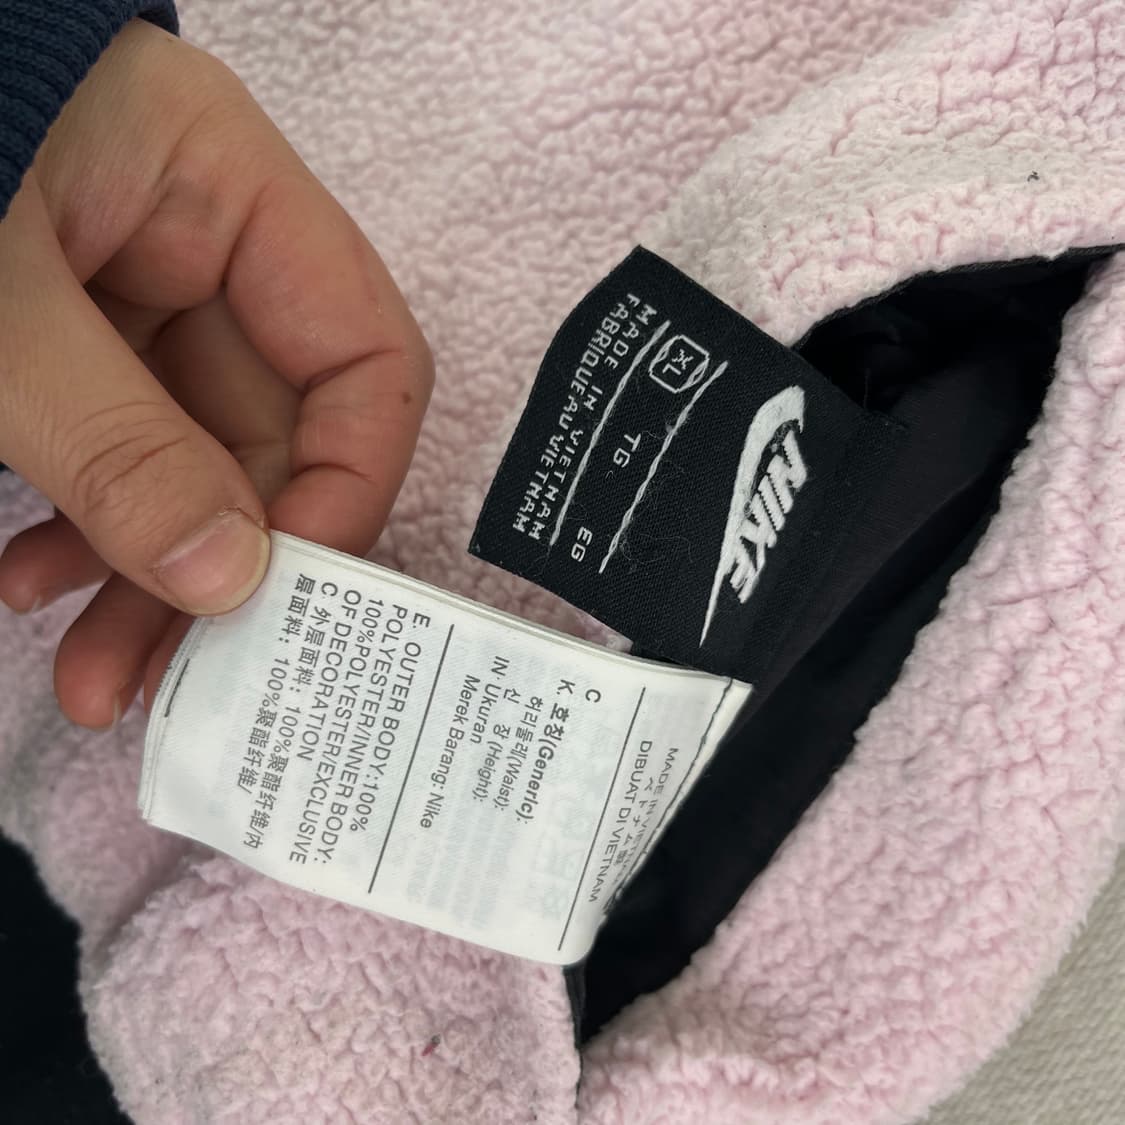 NIKE
XL TG EG
MADE IN VIETNAM
FABRIQUE AU VIETNAM
DIBUAT DI VIETNAM
C
K. 호칭(Generic):
허리둘레(Waist):
신 장(Height):
IN· Ukuran
Merek Barang: Nike
E. OUTER BODY:100%
POLYESTER/INNER BODY:
100%POLYESTER/EXCLUSIVE
OF DECORATION
C. 外层面料：100%聚酯纤维/内
层面料：100%聚酯纤维/